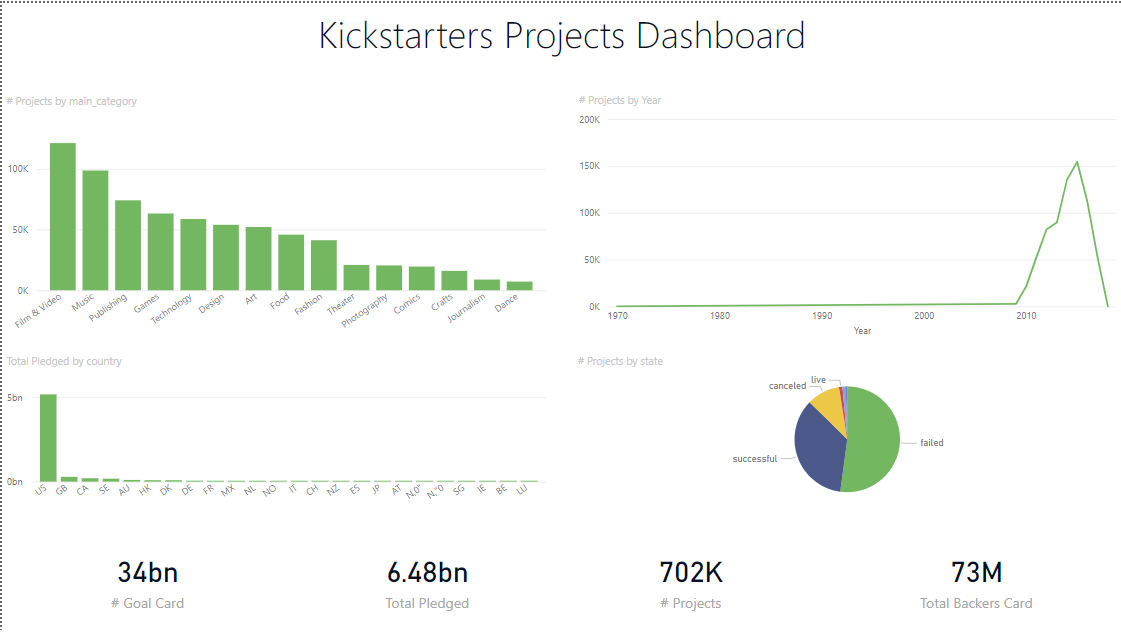 Kickstarters Projects Dashboard
# Projects by main_category
100K
50K
0K
Film & Video
Music
Publishing
Games
Technology
Design
Art
Food
Fashion
Theater
Photography
Comics
Crafts
Journalism
Dance
# Projects by Year
200K
150K
100K
50K
0K
1970
1980
1990
2000
2010
Year
Total Pledged by country
5bn
0bn
US
GB
CA
SE
AU
HK
DK
DE
FR
MX
NL
NO
IT
CH
NZ
ES
JP
AT
N,0"
N,"0
SG
IE
BE
LU
# Projects by state
live
canceled
successful
failed
34bn
# Goal Card
6.48bn
Total Pledged
702K
# Projects
73M
Total Backers Card